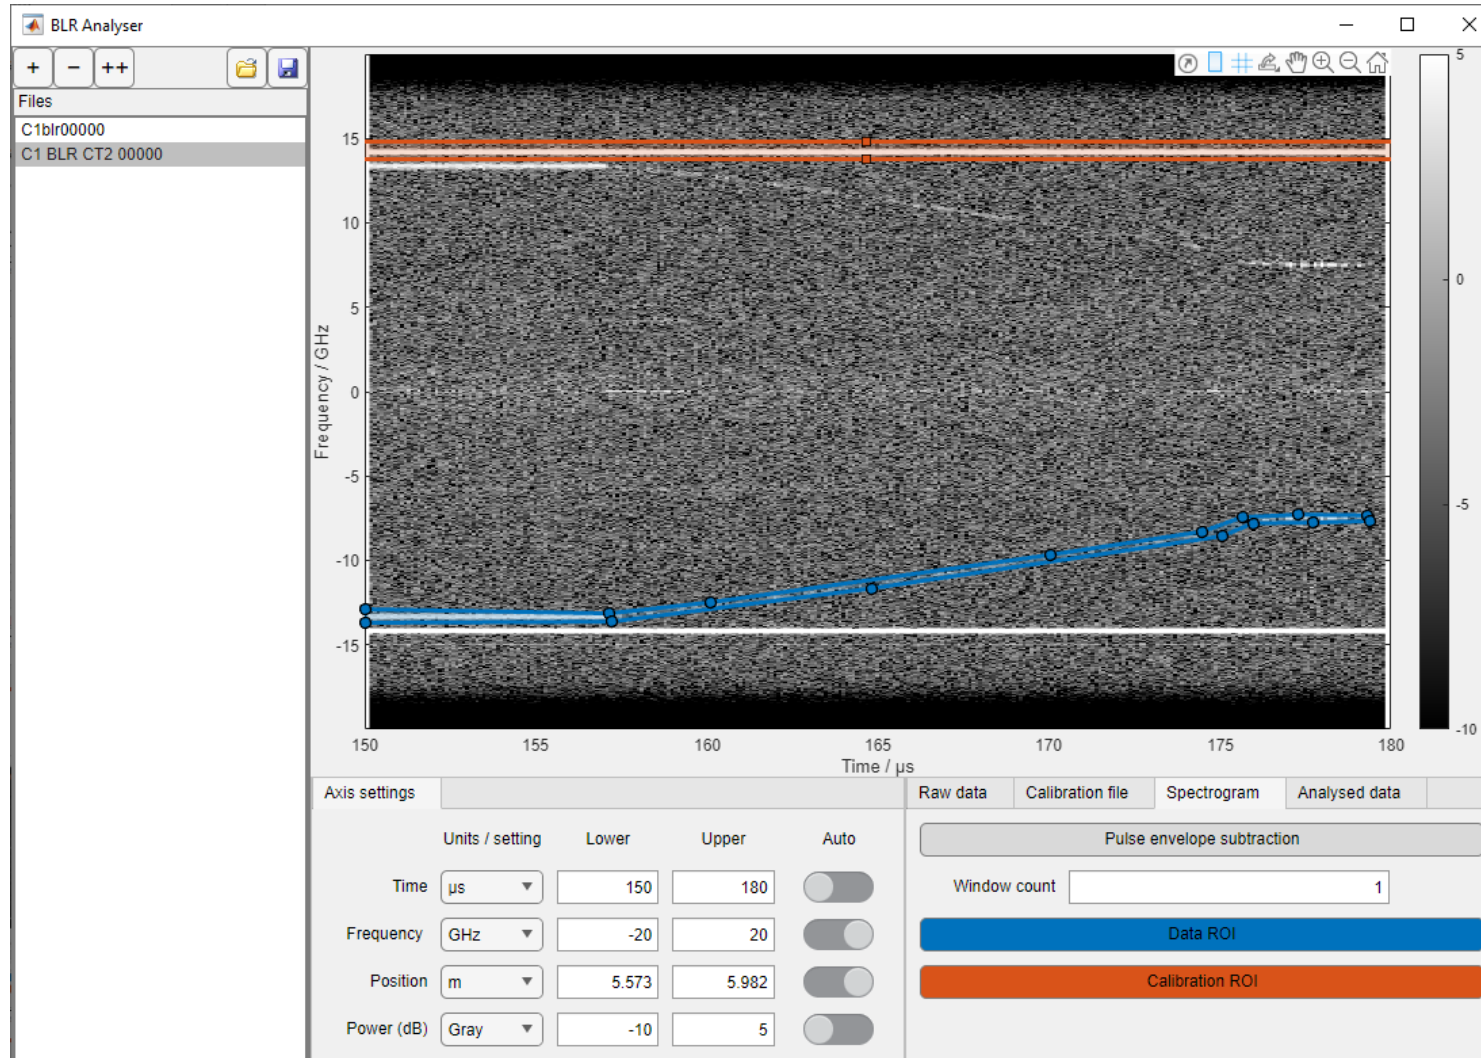 BLR Analyser
+ − ++
Files
C1blr00000
C1 BLR CT2 00000
Frequency / GHz
15
10
5
0
-5
-10
-15
150 155 160 165 170 175 180
Time / µs
5
0
-5
-10
Axis settings
Units / setting Lower Upper Auto
Time µs 150 180
Frequency GHz -20 20
Position m 5.573 5.982
Power (dB) Gray -10 5
Raw data Calibration file Spectrogram Analysed data
Pulse envelope subtraction
Window count 1
Data ROI
Calibration ROI